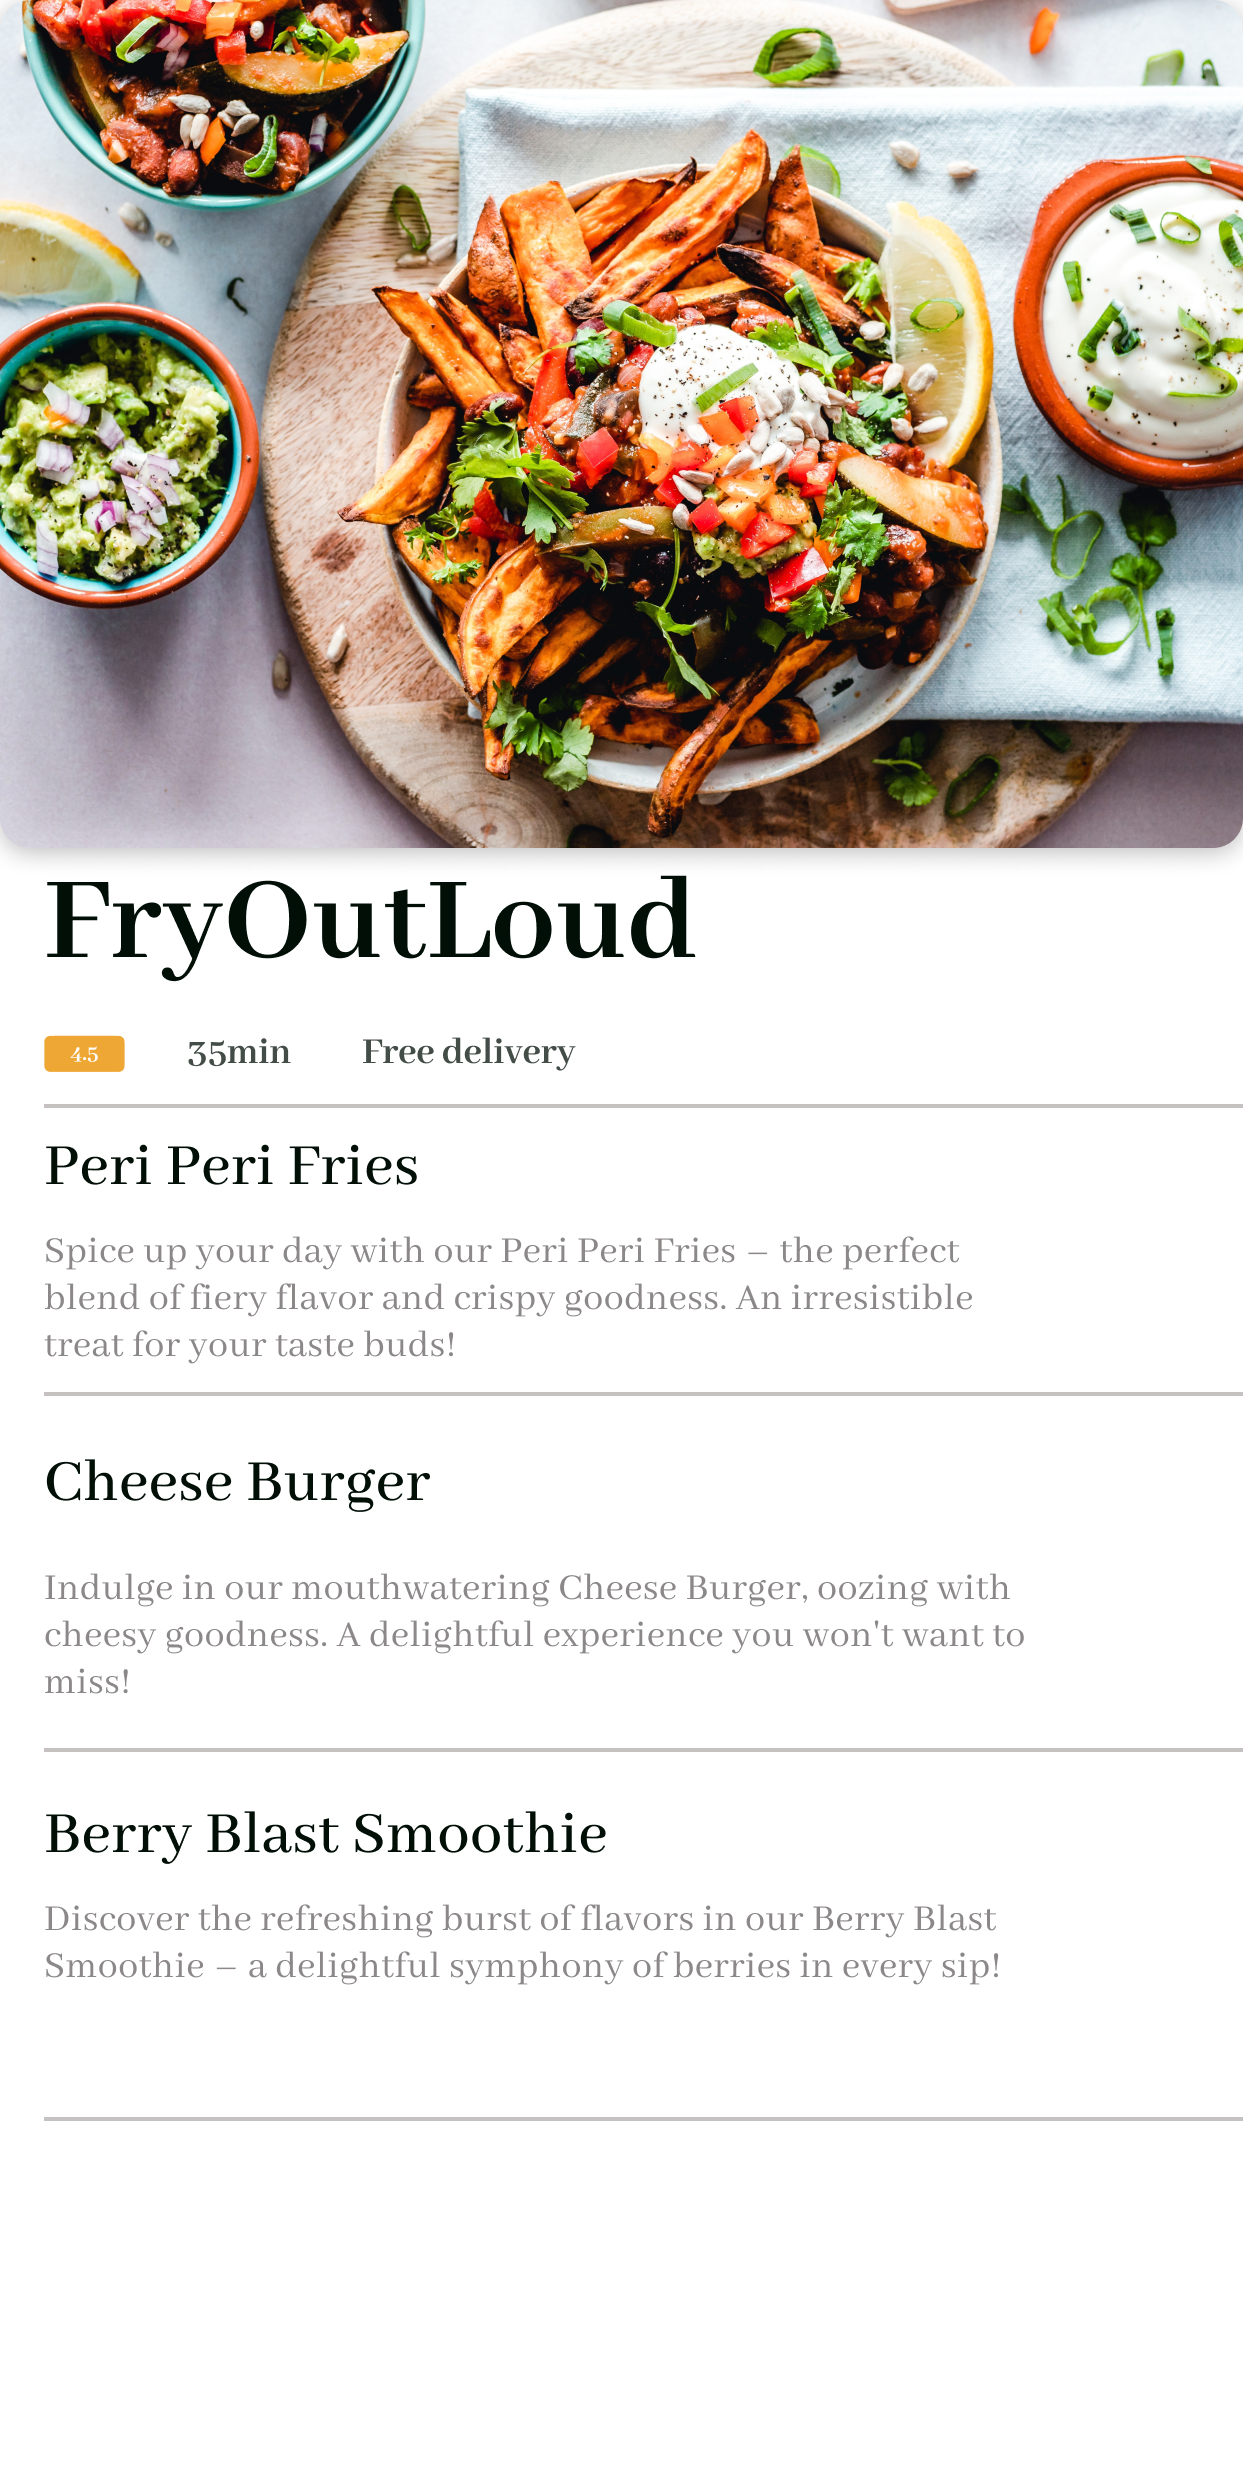 FryOutLoud
4.5 35min Free delivery
Peri Peri Fries
Spice up your day with our Peri Peri Fries – the perfect
blend of fiery flavor and crispy goodness. An irresistible
treat for your taste buds!
Cheese Burger
Indulge in our mouthwatering Cheese Burger, oozing with
cheesy goodness. A delightful experience you won't want to
miss!
Berry Blast Smoothie
Discover the refreshing burst of flavors in our Berry Blast
Smoothie – a delightful symphony of berries in every sip!